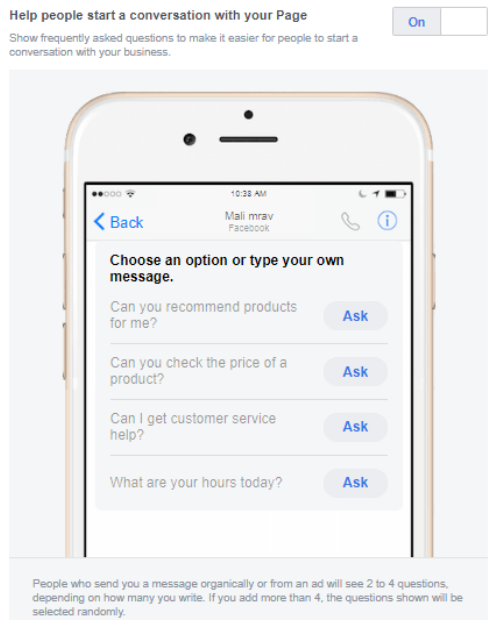 Help people start a conversation with your Page
On
Show frequently asked questions to make it easier for people to start a
conversation with your business.
10:38 AM
Back
Mali mrav
Facebook
Choose an option or type your own
message.
Can you recommend products
for me?
Ask
Can you check the price of a
product?
Ask
Can I get customer service
help?
Ask
What are your hours today?
Ask
People who send you a message organically or from an ad will see 2 to 4 questions,
depending on how many you write. If you add more than 4, the questions shown will be
selected randomly.